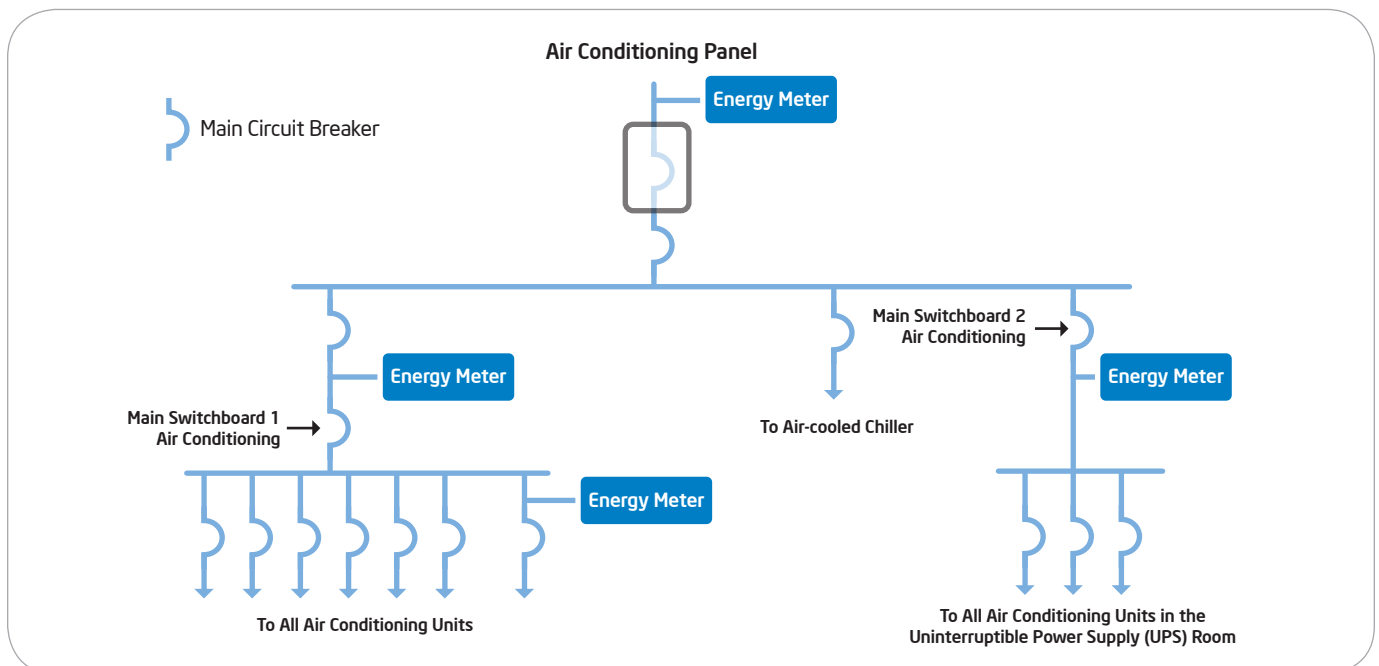 Air Conditioning Panel
Energy Meter
Main Circuit Breaker
Main Switchboard 2
Air Conditioning
Energy Meter
Energy Meter
Main Switchboard 1
Air Conditioning
To Air-cooled Chiller
Energy Meter
To All Air Conditioning Units
To All Air Conditioning Units in the
Uninterruptible Power Supply (UPS) Room